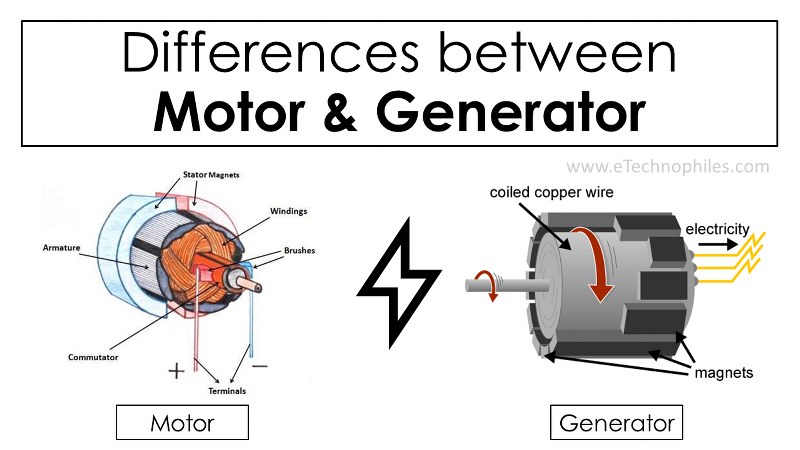 Differences between
Motor & Generator
www.eTechnophiles.com
Stator Magnets
Windings
Armature
Brushes
Commutator
+
−
Terminals
Motor
coiled copper wire
electricity
magnets
Generator